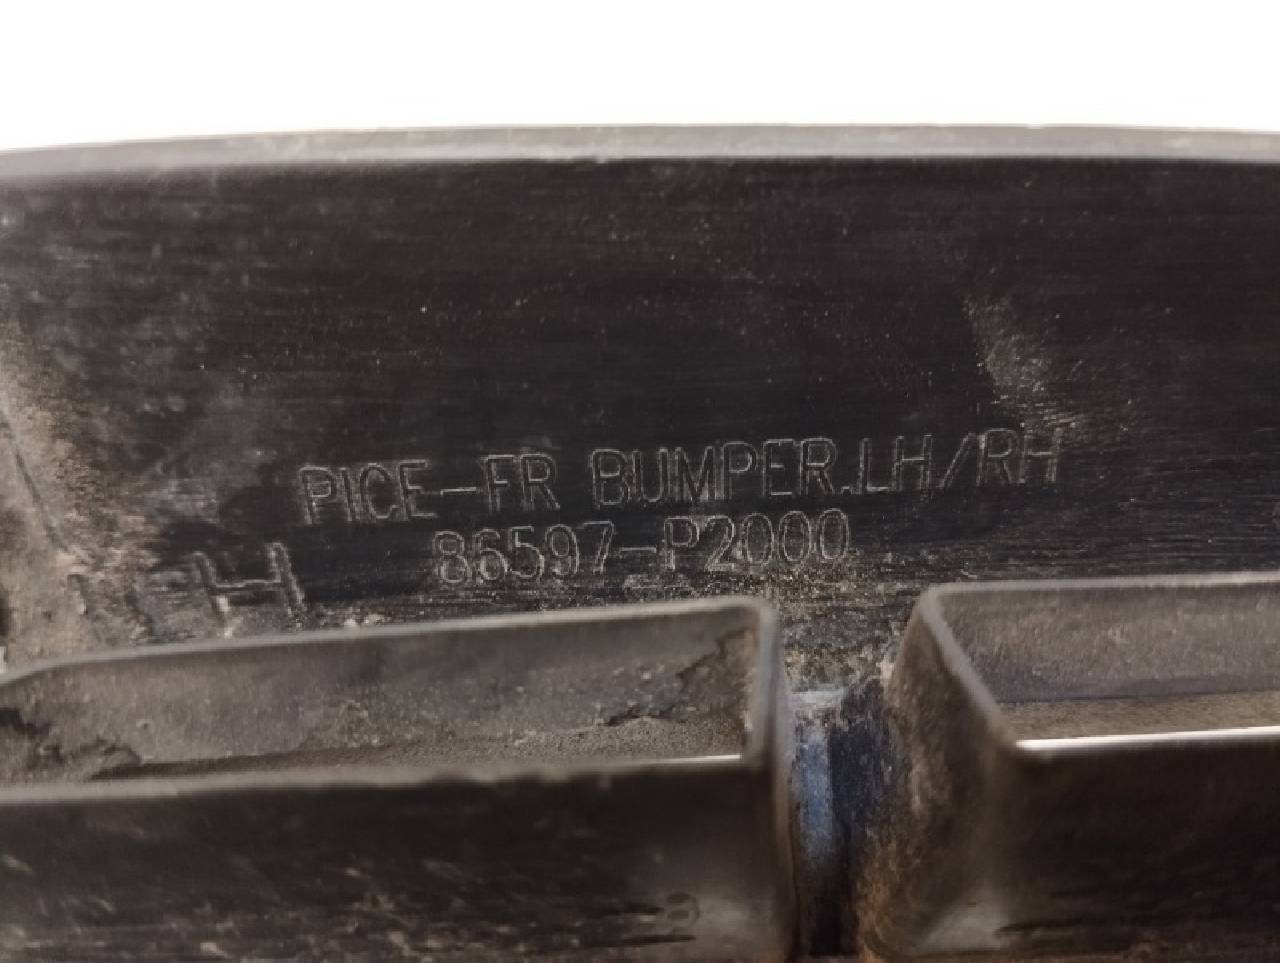 PICE-FR BUMPER.LH/RH
86597-P2000
H